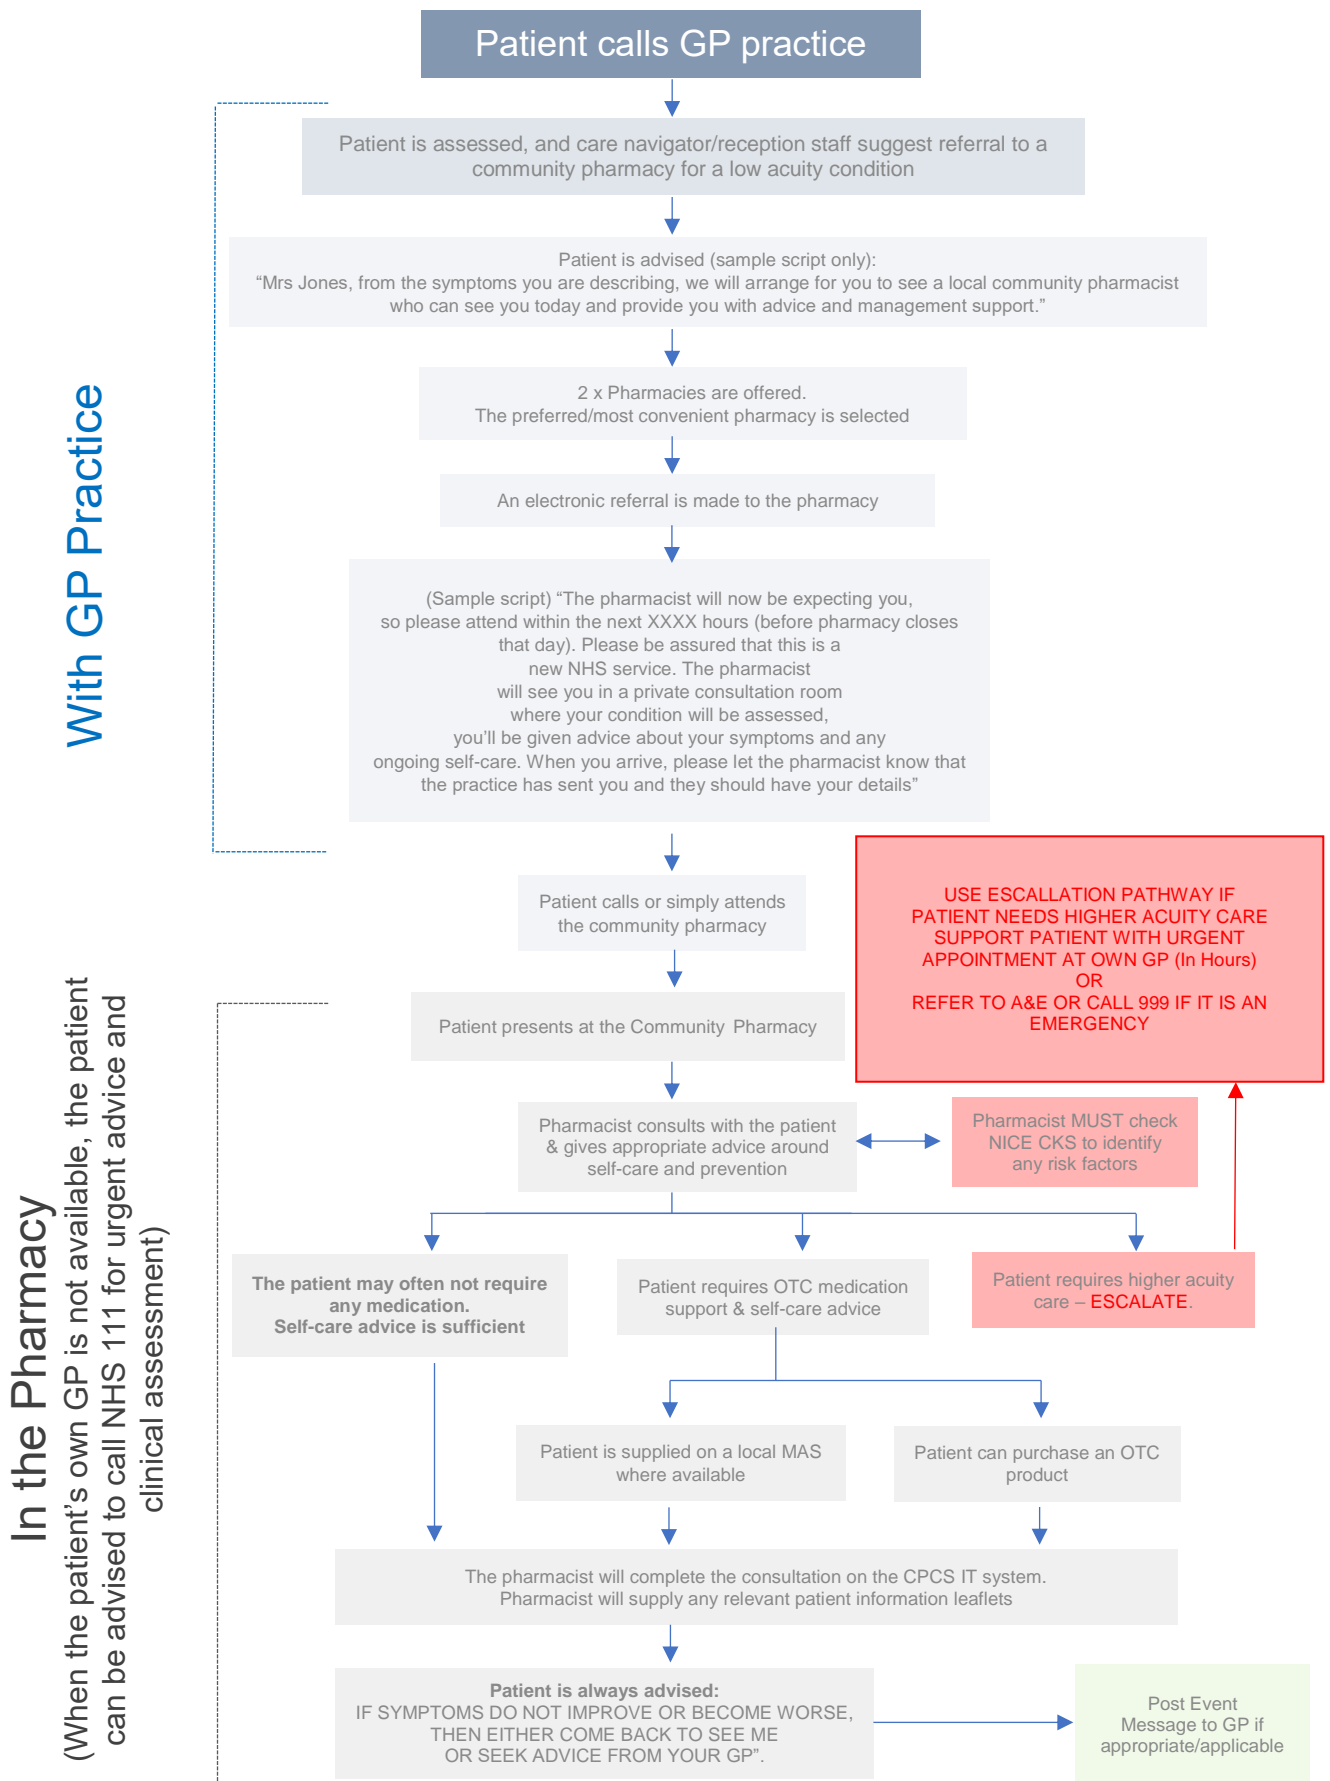 Patient calls GP practice
Patient is assessed, and care navigator/reception staff suggest referral to a
community pharmacy for a low acuity condition
Patient is advised (sample script only):
“Mrs Jones, from the symptoms you are describing, we will arrange for you to see a local community pharmacist
who can see you today and provide you with advice and management support.”
2 x Pharmacies are offered.
The preferred/most convenient pharmacy is selected
An electronic referral is made to the pharmacy
(Sample script) “The pharmacist will now be expecting you,
so please attend within the next XXXX hours (before pharmacy closes
that day). Please be assured that this is a
new NHS service. The pharmacist
will see you in a private consultation room
where your condition will be assessed,
you’ll be given advice about your symptoms and any
ongoing self-care. When you arrive, please let the pharmacist know that
the practice has sent you and they should have your details”
With GP Practice
Patient calls or simply attends
the community pharmacy
USE ESCALLATION PATHWAY IF
PATIENT NEEDS HIGHER ACUITY CARE
SUPPORT PATIENT WITH URGENT
APPOINTMENT AT OWN GP (In Hours)
OR
REFER TO A&E OR CALL 999 IF IT IS AN
EMERGENCY
In the Pharmacy
(When the patient’s own GP is not available, the patient
can be advised to call NHS 111 for urgent advice and
clinical assessment)
Patient presents at the Community Pharmacy
Pharmacist consults with the patient
& gives appropriate advice around
self-care and prevention
Pharmacist MUST check
NICE CKS to identify
any risk factors
The patient may often not require
any medication.
Self-care advice is sufficient
Patient requires OTC medication
support & self-care advice
Patient requires higher acuity
care – ESCALATE.
Patient is supplied on a local MAS
where available
Patient can purchase an OTC
product
The pharmacist will complete the consultation on the CPCS IT system.
Pharmacist will supply any relevant patient information leaflets
Patient is always advised:
IF SYMPTOMS DO NOT IMPROVE OR BECOME WORSE,
THEN EITHER COME BACK TO SEE ME
OR SEEK ADVICE FROM YOUR GP”.
Post Event
Message to GP if
appropriate/applicable